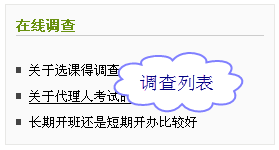 在线调查
关于选课得调查
调查列表
关于代理人考试的
长期开班还是短期开办比较好